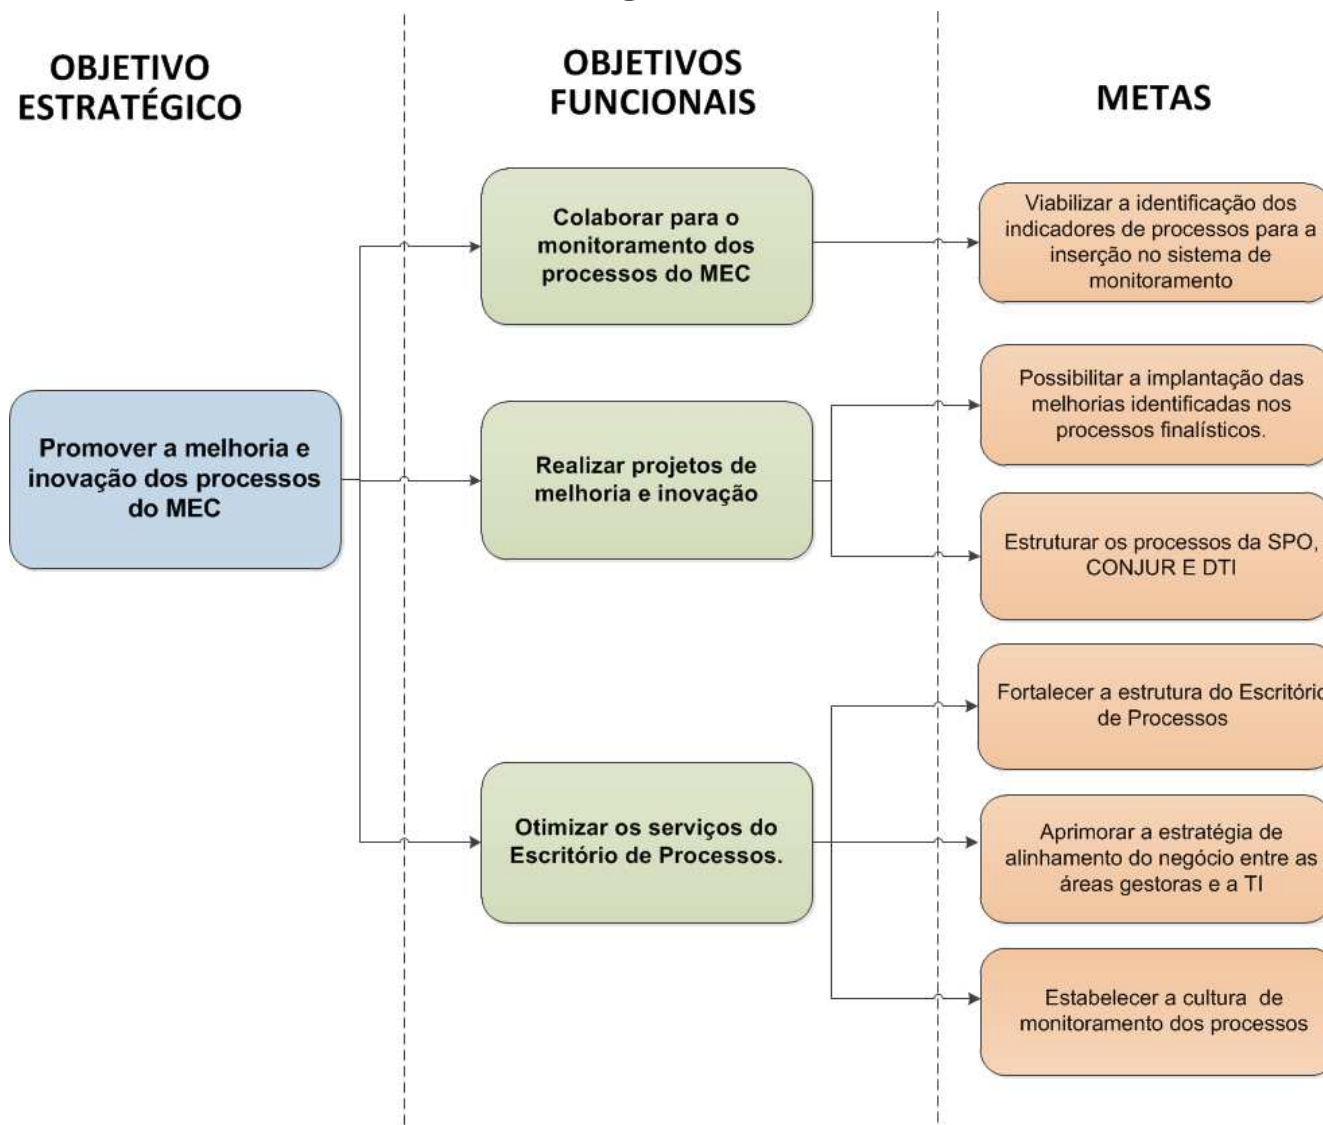 OBJETIVO
ESTRATÉGICO
OBJETIVOS
FUNCIONAIS
METAS
Promover a melhoria e
inovação dos processos
do MEC
Colaborar para o
monitoramento dos
processos do MEC
Realizar projetos de
melhoria e inovação
Otimizar os serviços do
Escritório de Processos.
Viabilizar a identificação dos
indicadores de processos para a
inserção no sistema de
monitoramento
Possibilitar a implantação das
melhorias identificadas nos
processos finalísticos.
Estruturar os processos da SPO,
CONJUR E DTI
Fortalecer a estrutura do Escritório
de Processos
Aprimorar a estratégia de
alinhamento do negócio entre as
áreas gestoras e a TI
Estabelecer a cultura de
monitoramento dos processos